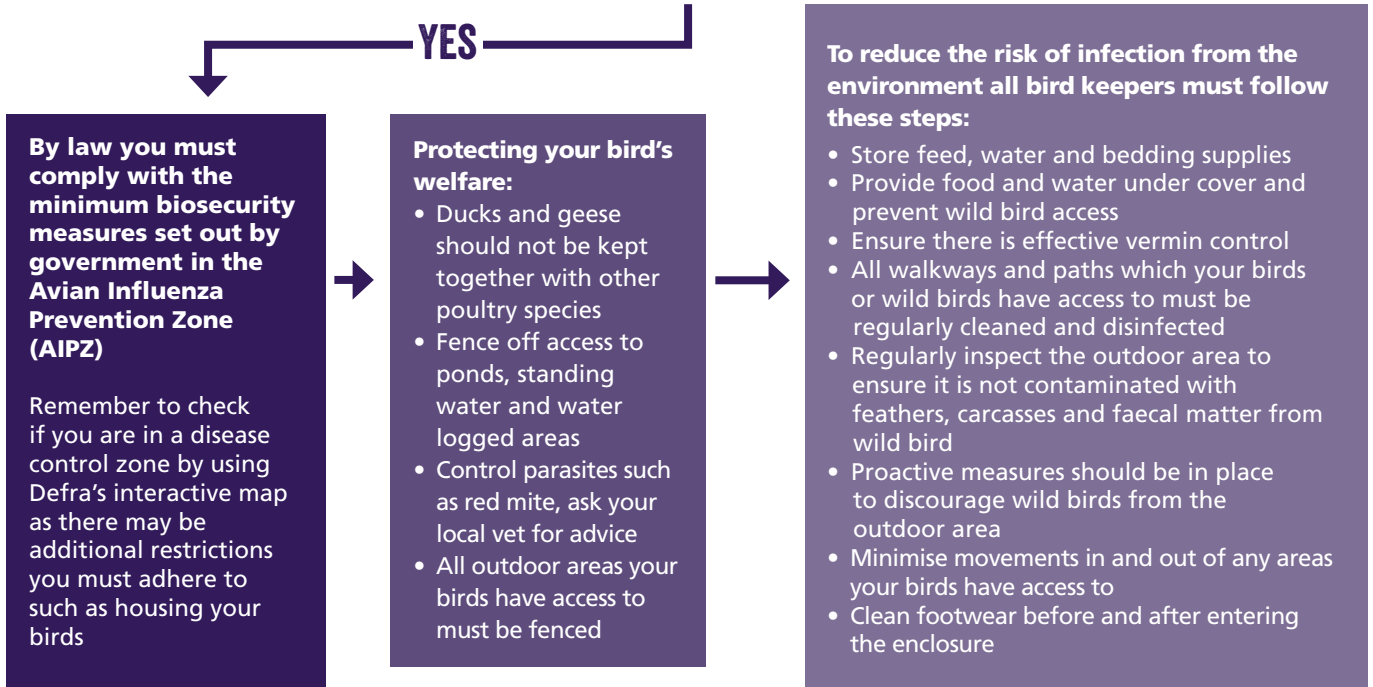 YES
By law you must
comply with the
minimum biosecurity
measures set out by
government in the
Avian Influenza
Prevention Zone
(AIPZ)
Remember to check
if you are in a disease
control zone by using
Defra's interactive map
as there may be
additional restrictions
you must adhere to
such as housing your
birds
Protecting your bird's
welfare:
• Ducks and geese
should not be kept
together with other
poultry species
• Fence off access to
ponds, standing
water and water
logged areas
• Control parasites such
as red mite, ask your
local vet for advice
• All outdoor areas your
birds have access to
must be fenced
To reduce the risk of infection from the
environment all bird keepers must follow
these steps:
• Store feed, water and bedding supplies
• Provide food and water under cover and
prevent wild bird access
• Ensure there is effective vermin control
• All walkways and paths which your birds
or wild birds have access to must be
regularly cleaned and disinfected
• Regularly inspect the outdoor area to
ensure it is not contaminated with
feathers, carcasses and faecal matter from
wild bird
• Proactive measures should be in place
to discourage wild birds from the
outdoor area
• Minimise movements in and out of any areas
your birds have access to
• Clean footwear before and after entering
the enclosure